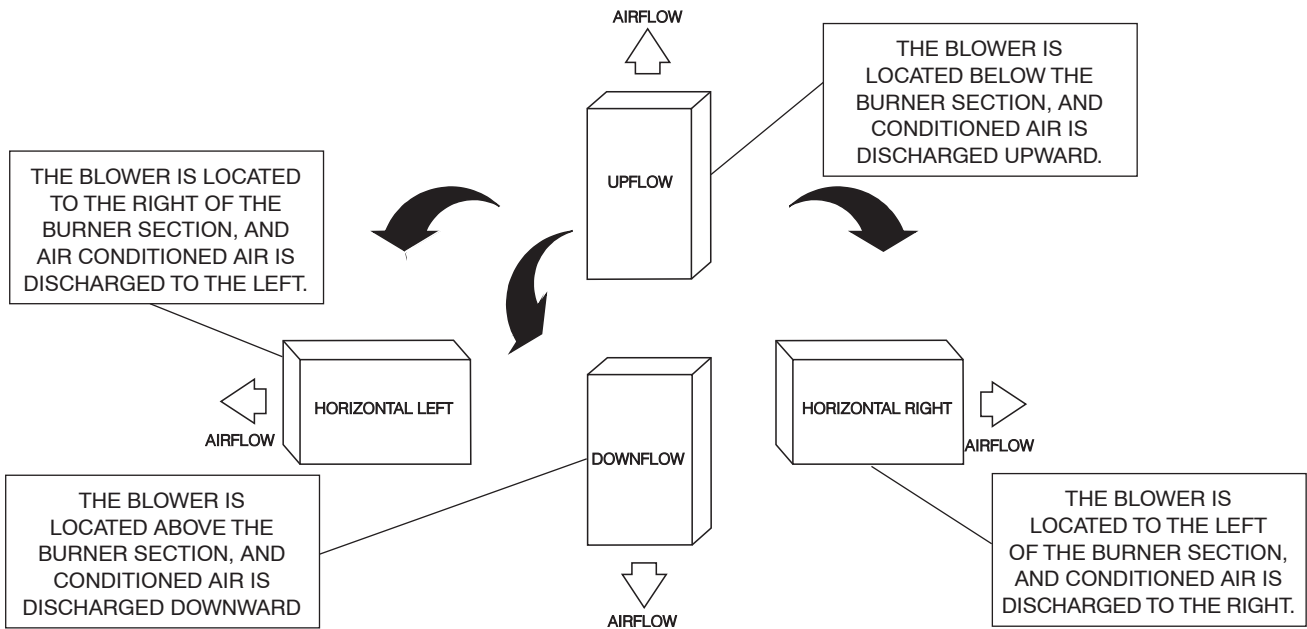 AIRFLOW
THE BLOWER IS
LOCATED BELOW THE
BURNER SECTION, AND
CONDITIONED AIR IS
DISCHARGED UPWARD.
THE BLOWER IS LOCATED
TO THE RIGHT OF THE
BURNER SECTION, AND
AIR CONDITIONED AIR IS
DISCHARGED TO THE LEFT.
UPFLOW
HORIZONTAL LEFT
AIRFLOW
HORIZONTAL RIGHT
AIRFLOW
DOWNFLOW
THE BLOWER IS
LOCATED ABOVE THE
BURNER SECTION, AND
CONDITIONED AIR IS
DISCHARGED DOWNWARD
THE BLOWER IS
LOCATED TO THE LEFT
OF THE BURNER SECTION,
AND CONDITIONED AIR IS
DISCHARGED TO THE RIGHT.
AIRFLOW